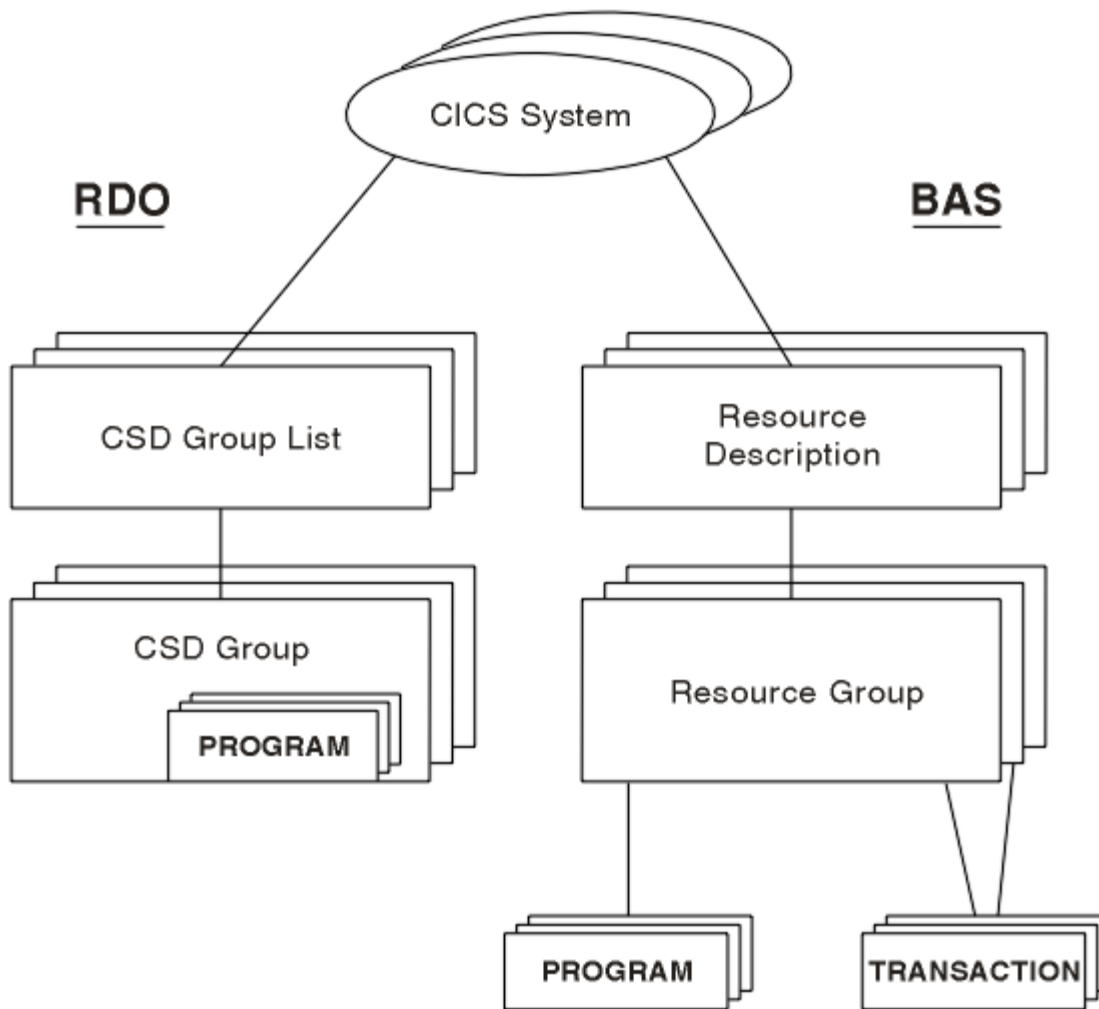 CICS System
RDO
BAS
CSD Group List
Resource
Description
CSD Group
PROGRAM
Resource Group
PROGRAM
TRANSACTION